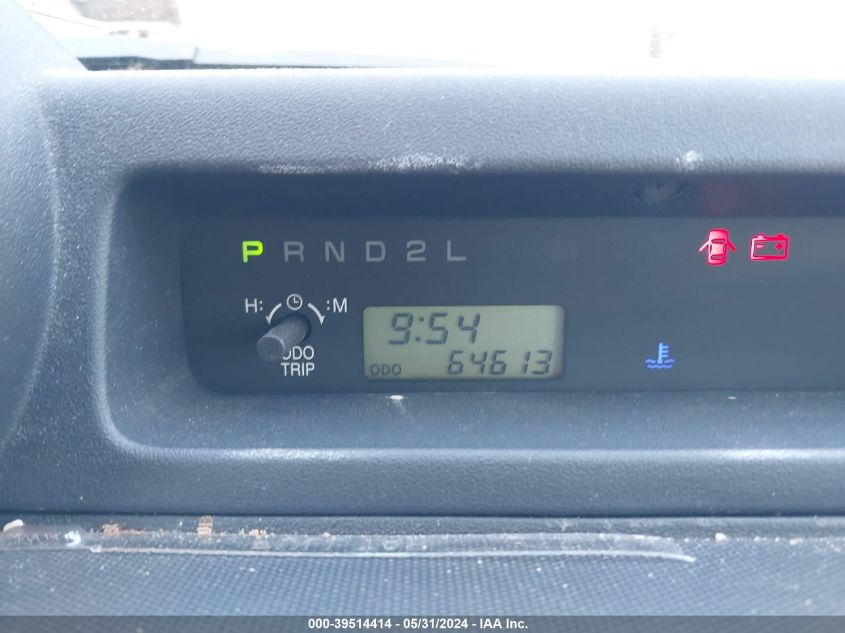 P R N D 2 L
H: :M
9:54
ODO
TRIP
ODO 64613
000-39514414 - 05/31/2024 - IAA Inc.